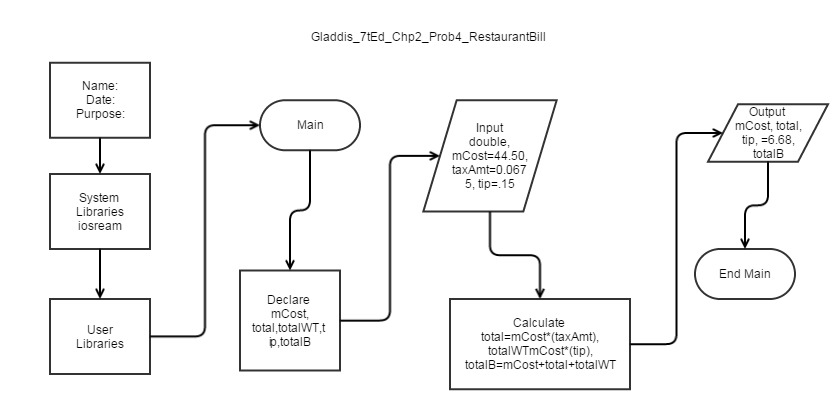 Gladdis_7tEd_Chp2_Prob4_RestaurantBill
Name:
Date:
Purpose:
System
Libraries
iosream
User
Libraries
Main
Declare
mCost,
total,totalWT,t
ip,totalB
Input
double,
mCost=44.50,
taxAmt=0.067
5, tip=.15
Calculate
total=mCost*(taxAmt),
totalWTmCost*(tip),
totalB=mCost+total+totalWT
Output
mCost, total,
tip, =6.68,
totalB
End Main